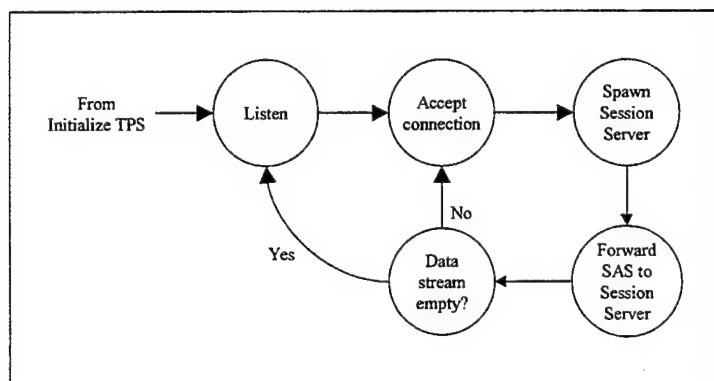 From
Initialize TPS
Listen
Accept
connection
Spawn
Session
Server
No
Yes
Data
stream
empty?
Forward
SAS to
Session
Server